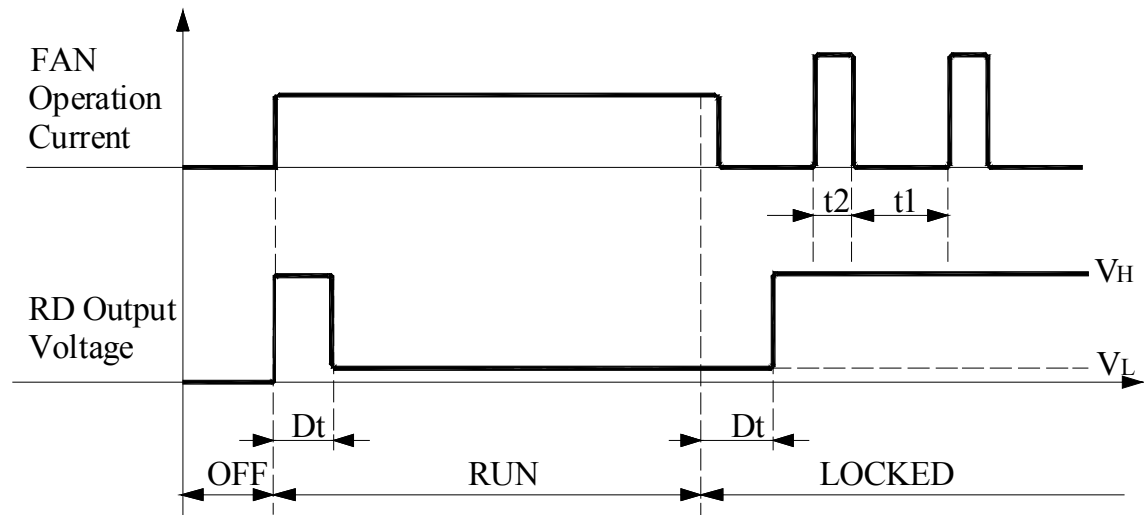 FAN
Operation
Current
t2
t1
VH
RD Output
Voltage
VL
Dt
Dt
OFF
RUN
LOCKED